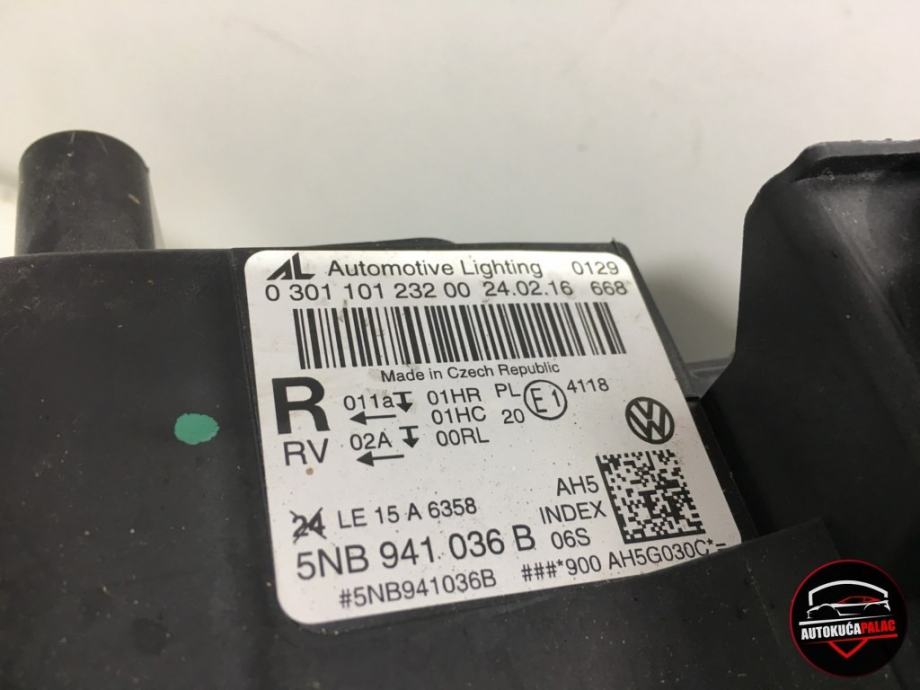 AL Automotive Lighting 0129
0 301 101 232 00 24.02.16 668
Made in Czech Republic
R 011a 01HR PL E1 4118
01HC 20
RV 02A 00RL
24 LE 15 A 6358 AH5
INDEX
5NB 941 036 B 06S
#5NB941036B ###*900 AH5G030C*=
AUTOKUĆAPALAC